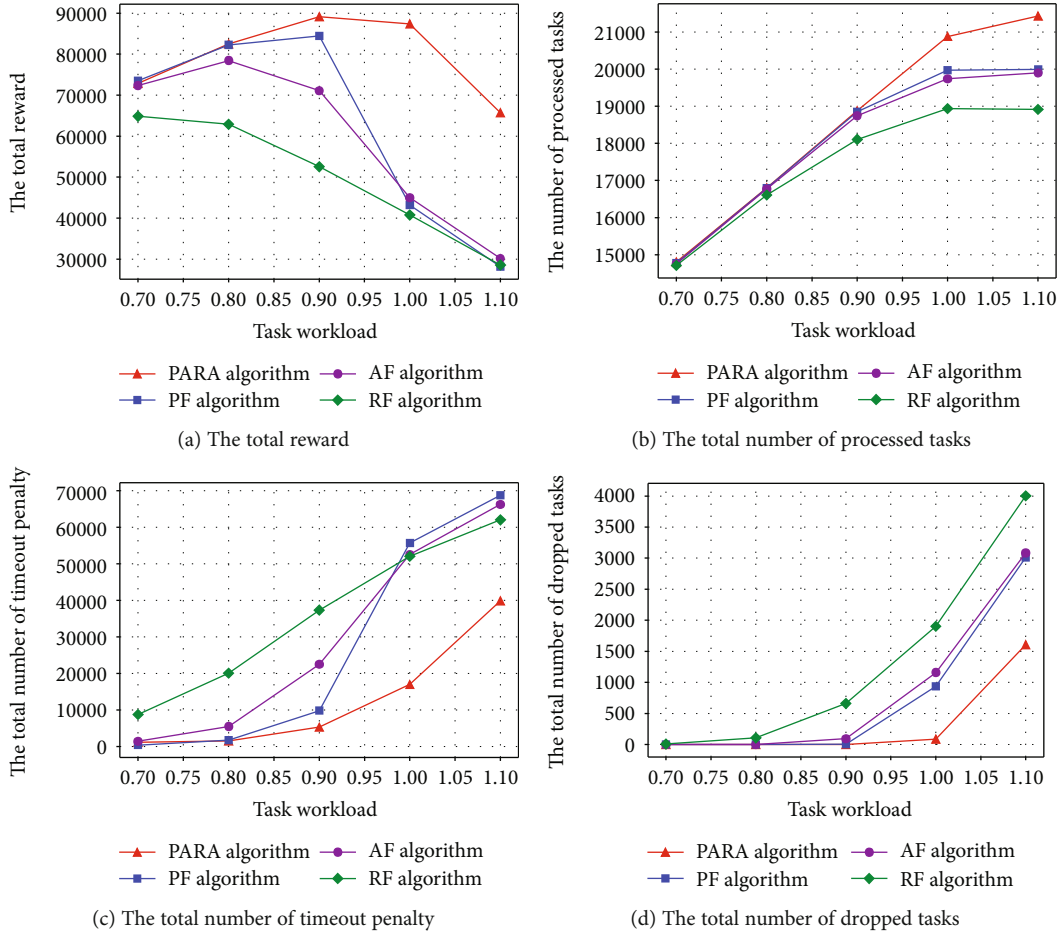 The total reward
90000
80000
70000
60000
50000
40000
30000
0.70 0.75 0.80 0.85 0.90 0.95 1.00 1.05 1.10
Task workload
PARA algorithm AF algorithm
PF algorithm RF algorithm
(a) The total reward
The number of processed tasks
21000
20000
19000
18000
17000
16000
15000
0.70 0.75 0.80 0.85 0.90 0.95 1.00 1.05 1.10
Task workload
PARA algorithm AF algorithm
PF algorithm RF algorithm
(b) The total number of processed tasks
The total number of timeout penalty
70000
60000
50000
40000
30000
20000
10000
0
0.70 0.75 0.80 0.85 0.90 0.95 1.00 1.05 1.10
Task workload
PARA algorithm AF algorithm
PF algorithm RF algorithm
(c) The total number of timeout penalty
The total number of dropped tasks
4000
3500
3000
2500
2000
1500
1000
500
0
0.70 0.75 0.80 0.85 0.90 0.95 1.00 1.05 1.10
Task workload
PARA algorithm AF algorithm
PF algorithm RF algorithm
(d) The total number of dropped tasks